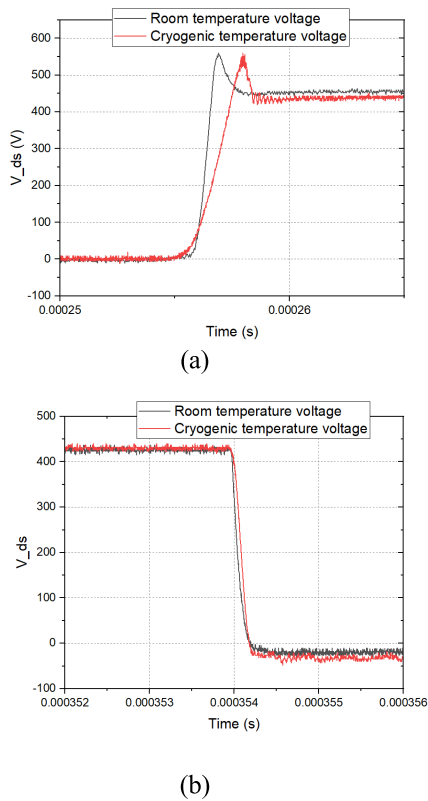 Room temperature voltage
Cryogenic temperature voltage
600
500
400
300
200
100
0
-100
V_ds (V)
0.00025
0.00026
Time (s)
(a)
Room temperature voltage
Cryogenic temperature voltage
500
400
300
200
100
0
-100
V_ds
0.000352
0.000353
0.000354
0.000355
0.000356
Time (s)
(b)